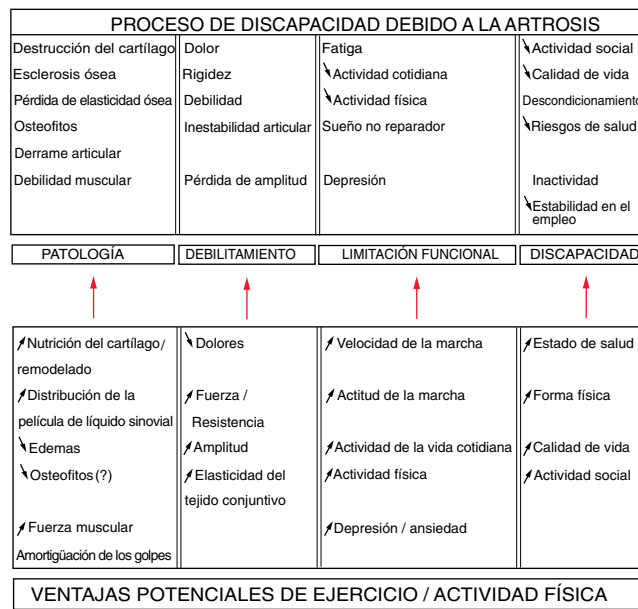 PROCESO DE DISCAPACIDAD DEBIDO A LA ARTROSIS
Destrucción del cartílago
Esclerosis ósea
Pérdida de elasticidad ósea
Osteofitos
Derrame articular
Debilidad muscular
Dolor
Rigidez
Debilidad
Inestabilidad articular
Pérdida de amplitud
Fatiga
↘Actividad cotidiana
↘Actividad física
Sueño no reparador
Depresión
↘Actividad social
↘Calidad de vida
Descondicionamiento
↘Riesgos de salud
Inactividad
↘Estabilidad en el
empleo
PATOLOGÍA
DEBILITAMIENTO
LIMITACIÓN FUNCIONAL
DISCAPACIDAD
↗Nutrición del cartílago/
remodelado
↗Distribución de la
película de líquido sinovial
↘Edemas
↘Osteofitos(?)
↗Fuerza muscular
Amortigüación de los golpes
↘Dolores
↗Fuerza /
Resistencia
↗Amplitud
↗Elasticidad del
tejido conjuntivo
↗Velocidad de la marcha
↗Actitud de la marcha
↗Actividad de la vida cotidiana
↗Actividad física
↗Depresión / ansiedad
↗Estado de salud
↗Forma física
↗Calidad de vida
↗Actividad social
VENTAJAS POTENCIALES DE EJERCICIO / ACTIVIDAD FÍSICA